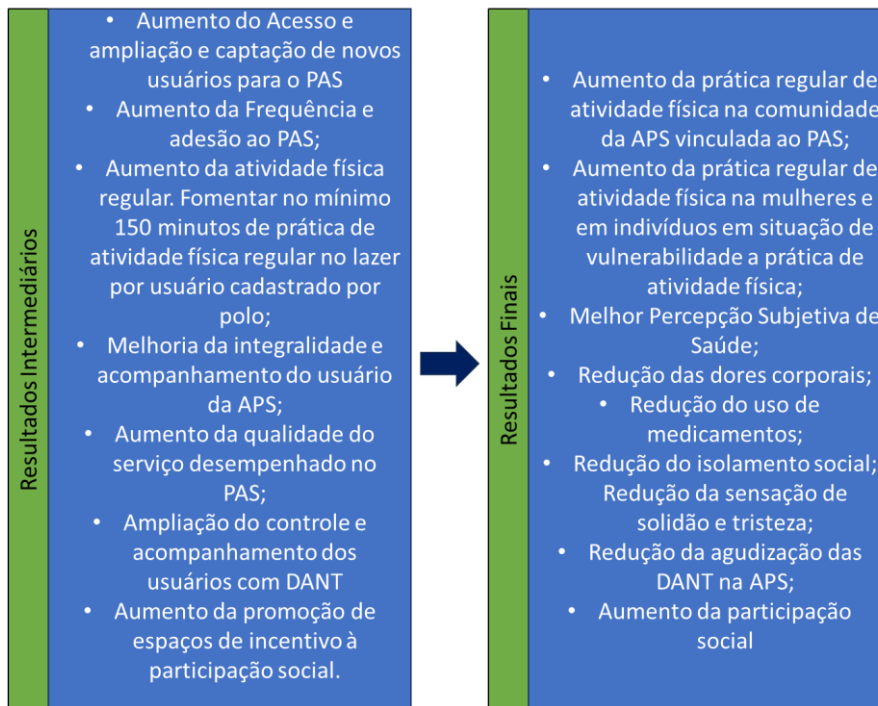 Resultados Intermediários
• Aumento do Acesso e
ampliação e captação de novos
usuários para o PAS
• Aumento da Frequência e
adesão ao PAS;
• Aumento da atividade física
regular. Fomentar no mínimo
150 minutos de prática de
atividade física regular no lazer
por usuário cadastrado por
polo;
• Melhoria da integralidade e
acompanhamento do usuário
da APS;
• Aumento da qualidade do
serviço desempenhado no
PAS;
• Ampliação do controle e
acompanhamento dos
usuários com DANT
• Aumento da promoção de
espaços de incentivo à
participação social.
Resultados Finais
• Aumento da prática regular de
atividade física na comunidade
da APS vinculada ao PAS;
• Aumento da prática regular de
atividade física na mulheres e
em indivíduos em situação de
vulnerabilidade a prática de
atividade física;
• Melhor Percepção Subjetiva de
Saúde;
• Redução das dores corporais;
• Redução do uso de
medicamentos;
• Redução do isolamento social;
Redução da sensação de
solidão e tristeza;
• Redução da agudização das
DANT na APS;
• Aumento da participação
social